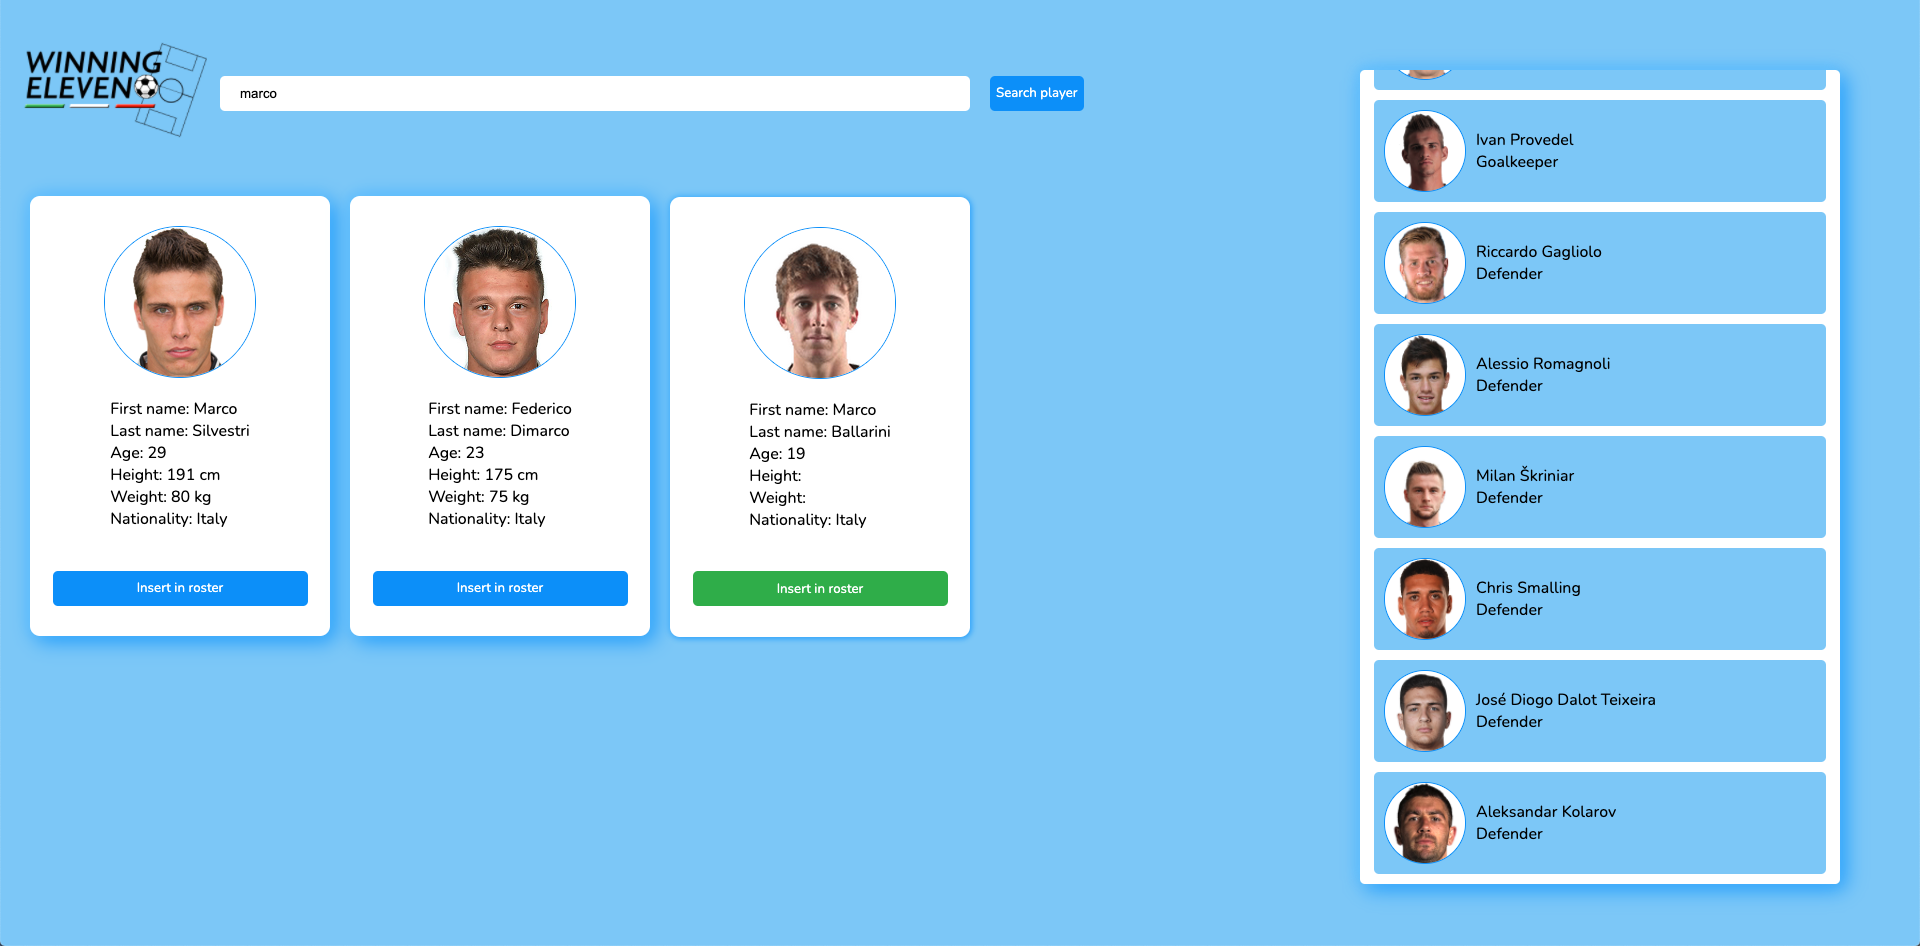 WINNING
ELEVEN
marco
Search player
First name: Marco
Last name: Silvestri
Age: 29
Height: 191 cm
Weight: 80 kg
Nationality: Italy
Insert in roster
First name: Federico
Last name: Dimarco
Age: 23
Height: 175 cm
Weight: 75 kg
Nationality: Italy
Insert in roster
First name: Marco
Last name: Ballarini
Age: 19
Height:
Weight:
Nationality: Italy
Insert in roster
Ivan Provedel
Goalkeeper
Riccardo Gagliolo
Defender
Alessio Romagnoli
Defender
Milan Škriniar
Defender
Chris Smalling
Defender
José Diogo Dalot Teixeira
Defender
Aleksandar Kolarov
Defender